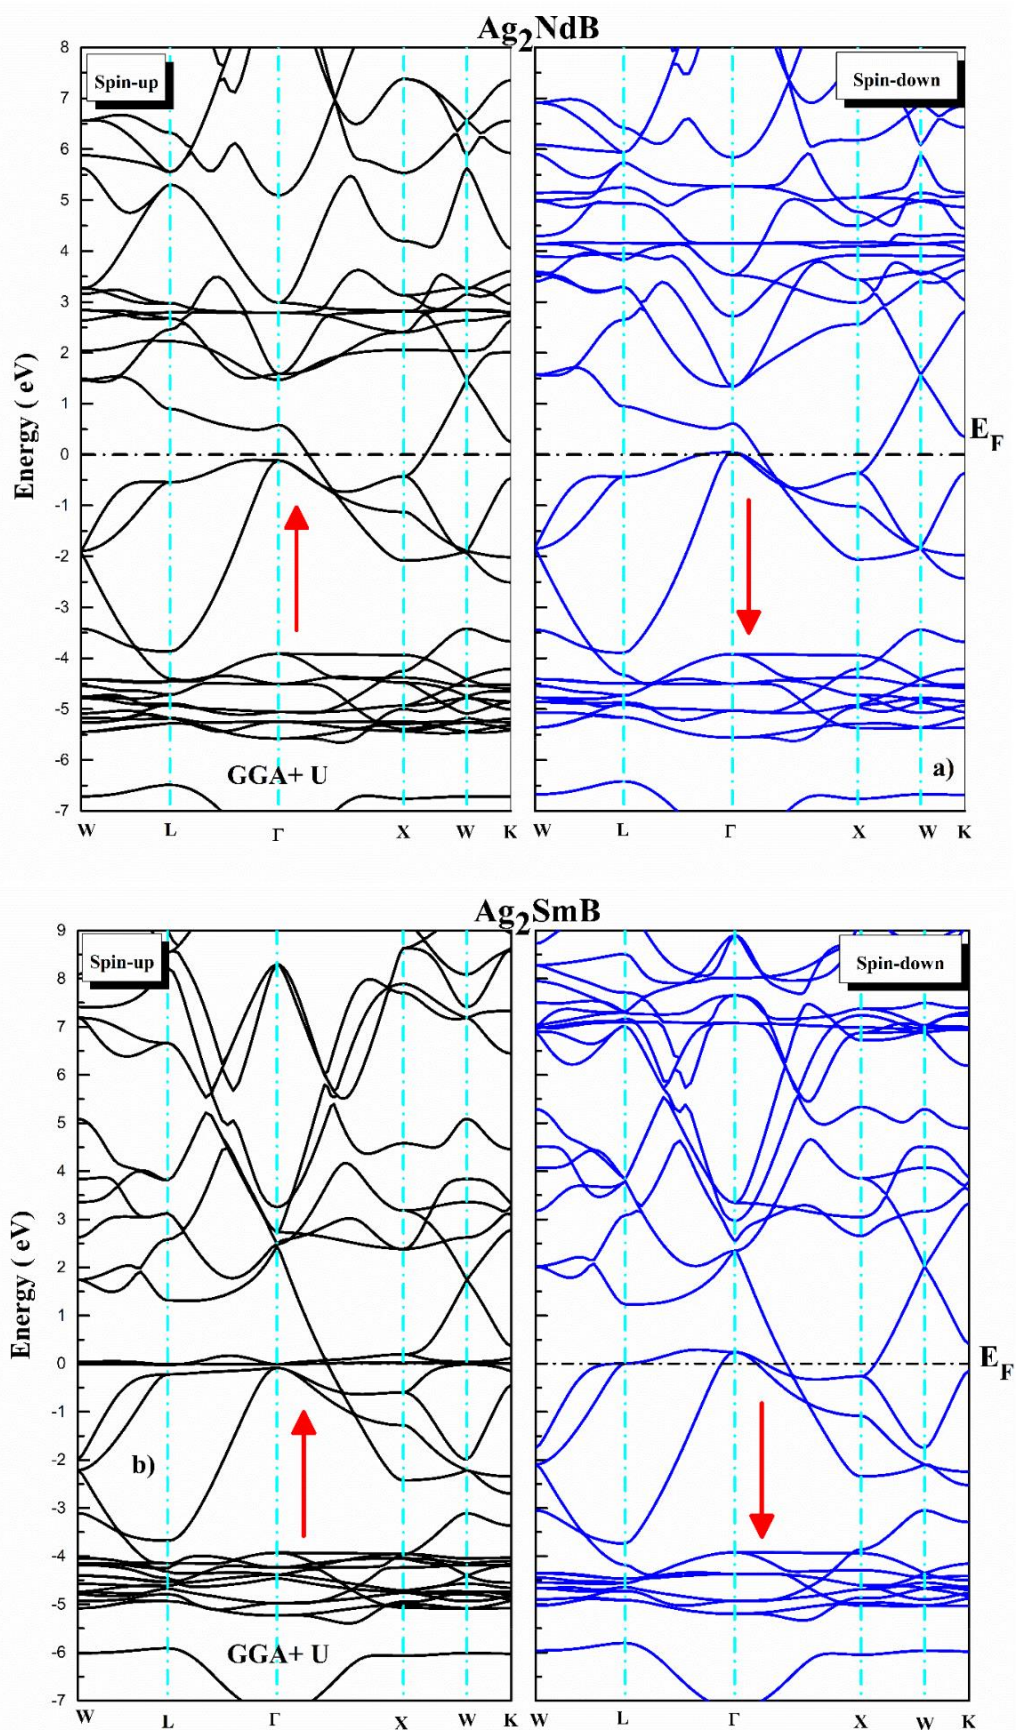 Ag2NdB
Spin-up
Spin-down
8
7
6
5
4
3
2
1
0
-1
-2
-3
-4
-5
-6
-7
Energy ( eV)
EF
GGA+ U
a)
W L Γ X W K
W L Γ X W K
Ag2SmB
Spin-up
Spin-down
9
8
7
6
5
4
3
2
1
0
-1
-2
-3
-4
-5
-6
-7
Energy ( eV)
EF
b)
GGA+ U
W L Γ X W K
W L Γ X W K